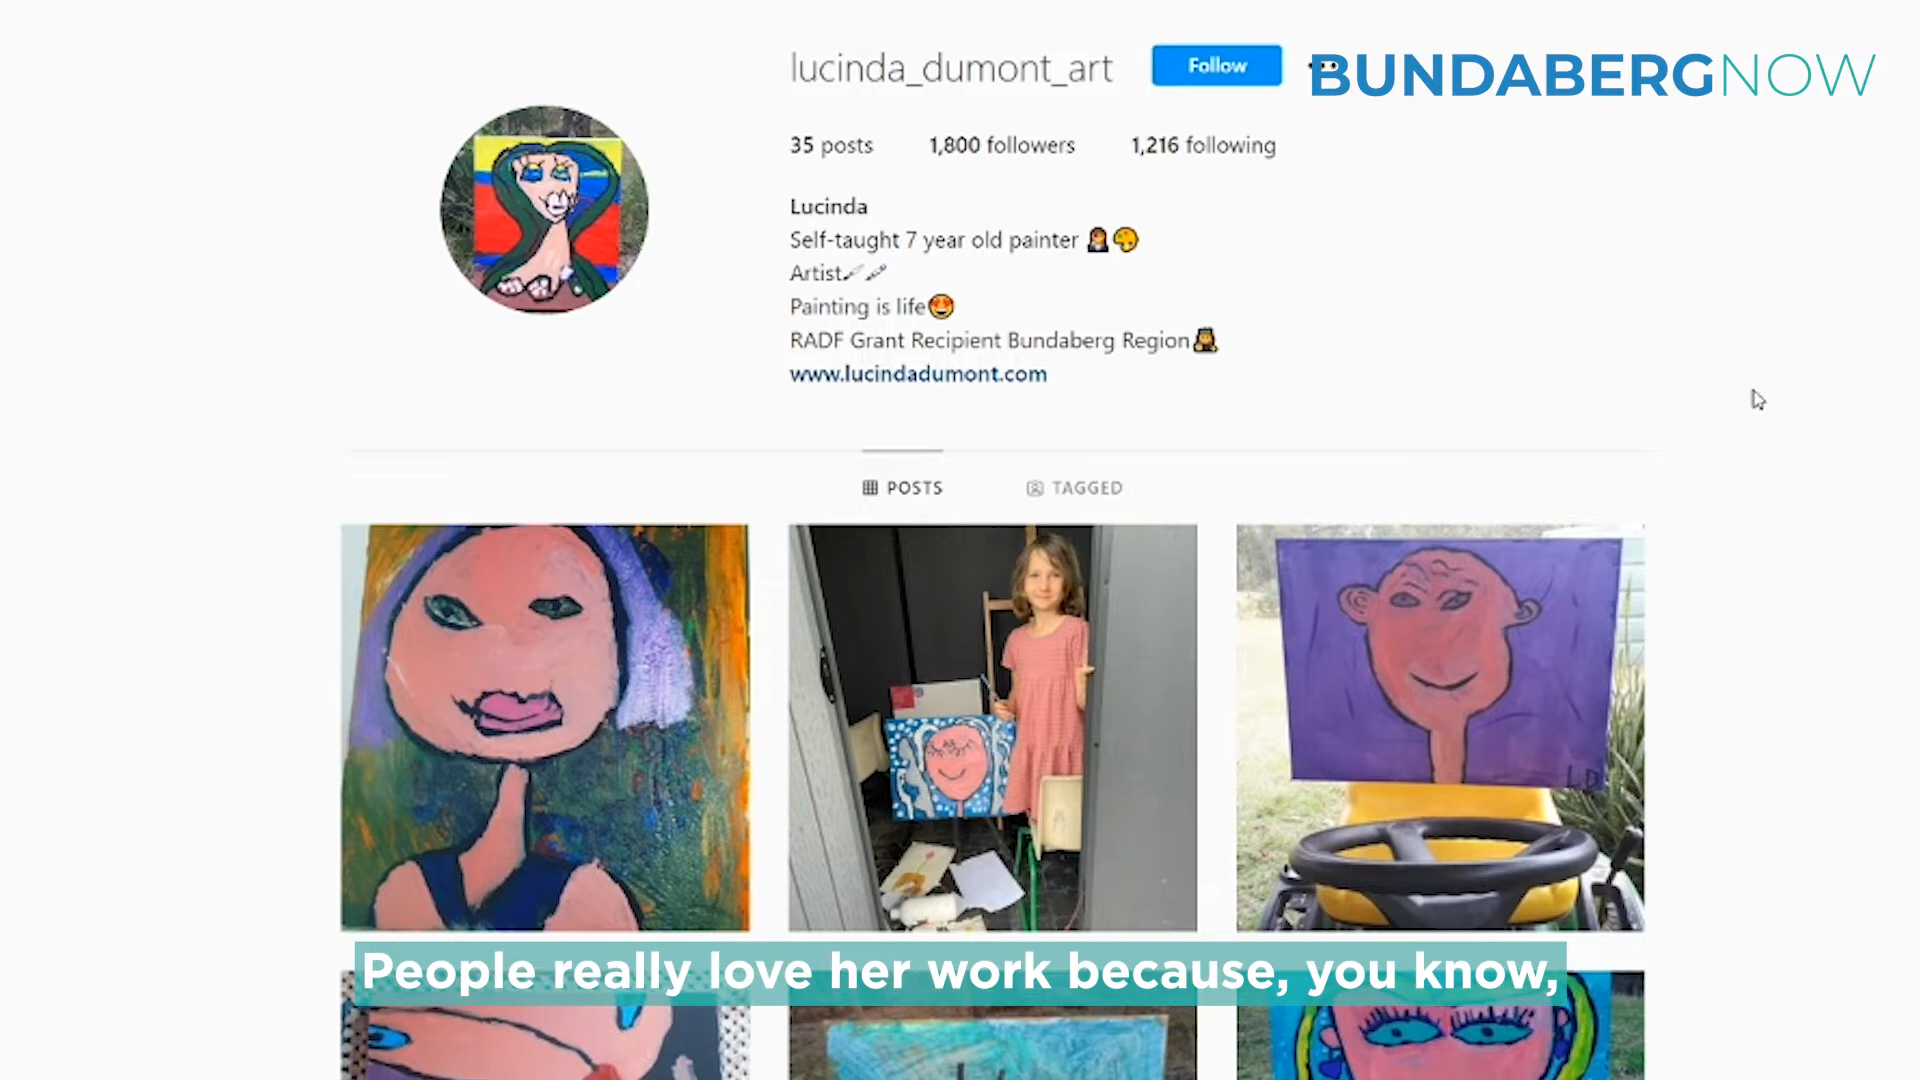 lucinda_dumont_art
Follow
BUNDABERGNOW
35 posts
1,800 followers
1,216 following
Lucinda
Self-taught 7 year old painter
Artist
Painting is life
RADF Grant Recipient Bundaberg Region
www.lucindadumont.com
POSTS
TAGGED
L D
People really love her work because, you know,